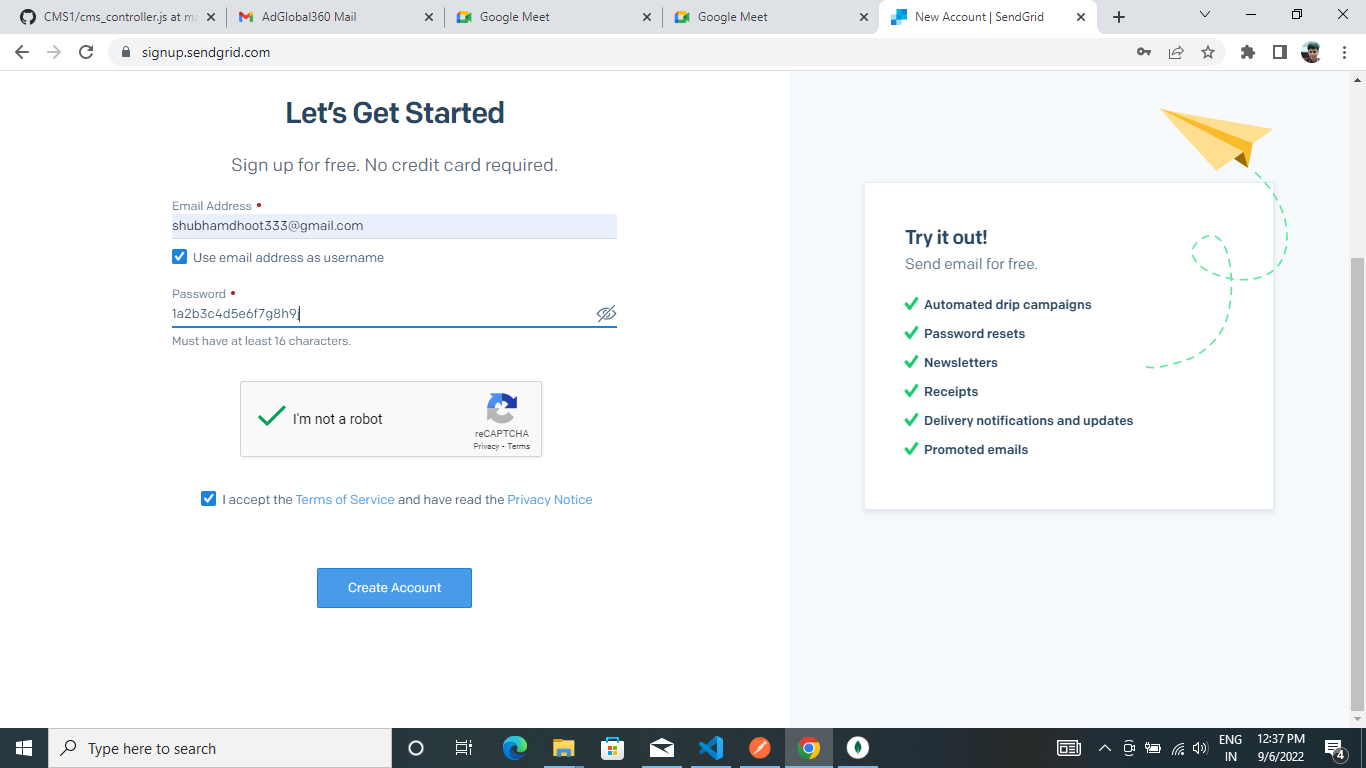 CMS1/cms_controller.js at ma
AdGlobal360 Mail
Google Meet
Google Meet
New Account | SendGrid
signup.sendgrid.com
Let's Get Started
Sign up for free. No credit card required.
Email Address •
shubhamdhoot333@gmail.com
Use email address as username
Password •
1a2b3c4d5e6f7g8h9j
Must have at least 16 characters.
I'm not a robot
reCAPTCHA
Privacy - Terms
I accept the Terms of Service and have read the Privacy Notice
Create Account
Try it out!
Send email for free.
Automated drip campaigns
Password resets
Newsletters
Receipts
Delivery notifications and updates
Promoted emails
Type here to search
ENG
IN
12:37 PM
9/6/2022
4